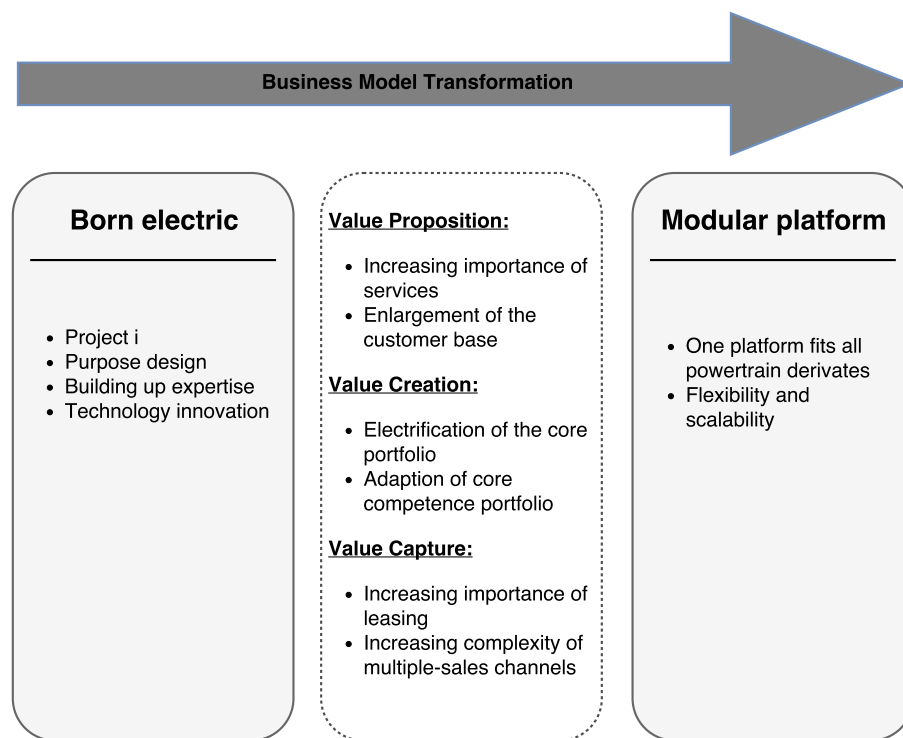 Business Model Transformation
Born electric
• Project i
• Purpose design
• Building up expertise
• Technology innovation
Value Proposition:
• Increasing importance of
services
• Enlargement of the
customer base
Value Creation:
• Electrification of the core
portfolio
• Adaption of core
competence portfolio
Value Capture:
• Increasing importance of
leasing
• Increasing complexity of
multiple-sales channels
Modular platform
• One platform fits all
powertrain derivates
• Flexibility and
scalability